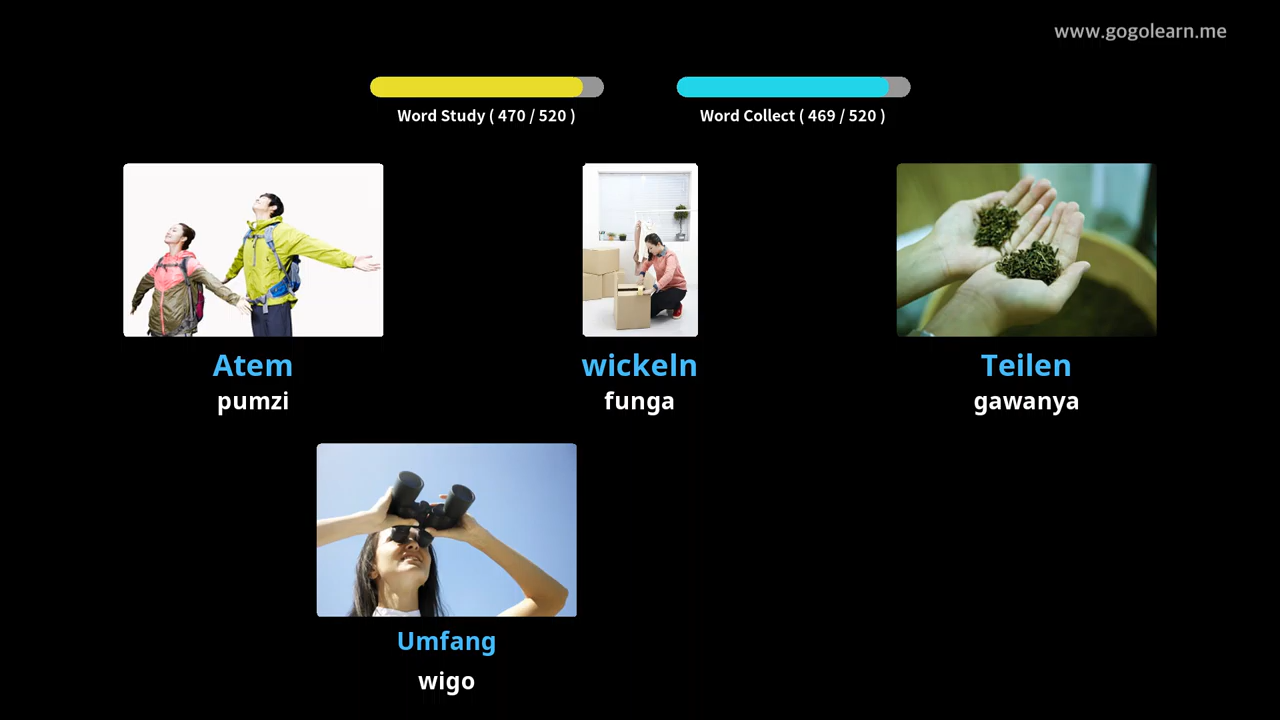 www.gogolearn.me
Word Study ( 470 / 520 )
Word Collect ( 469 / 520 )
Atem
pumzi
wickeln
funga
Teilen
gawanya
Umfang
wigo